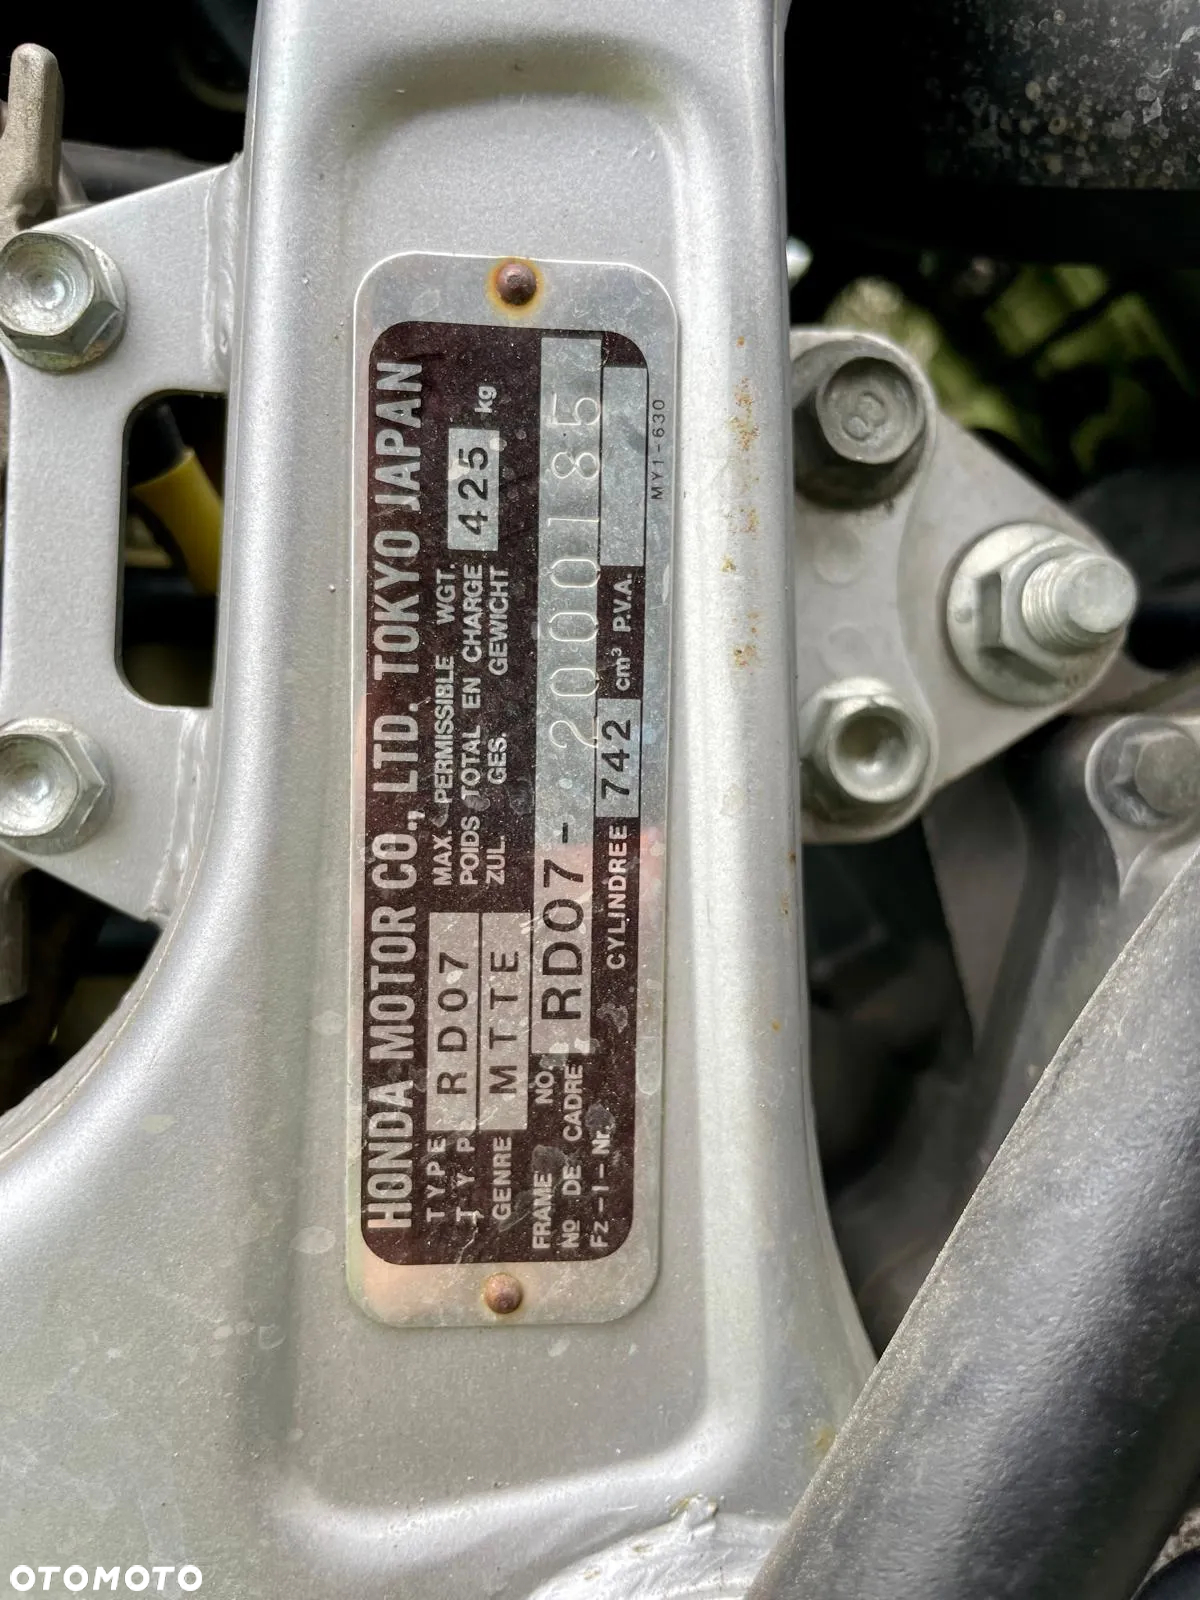 HONDA MOTOR CO., LTD. TOKYO JAPAN
TYPE
TYP
RD07
MAX. PERMISSIBLE WGT.
POIDS TOTAL EN CHARGE
ZUL. GES. GEWICHT
425 kg
GENRE MTTE
FRAME NO.
Nº DE CADRE
Fz-I-Nr.
RD07-2000185
CYLINDREE 742 cm³ P.V.A.
MY1-630
OTOMOTO